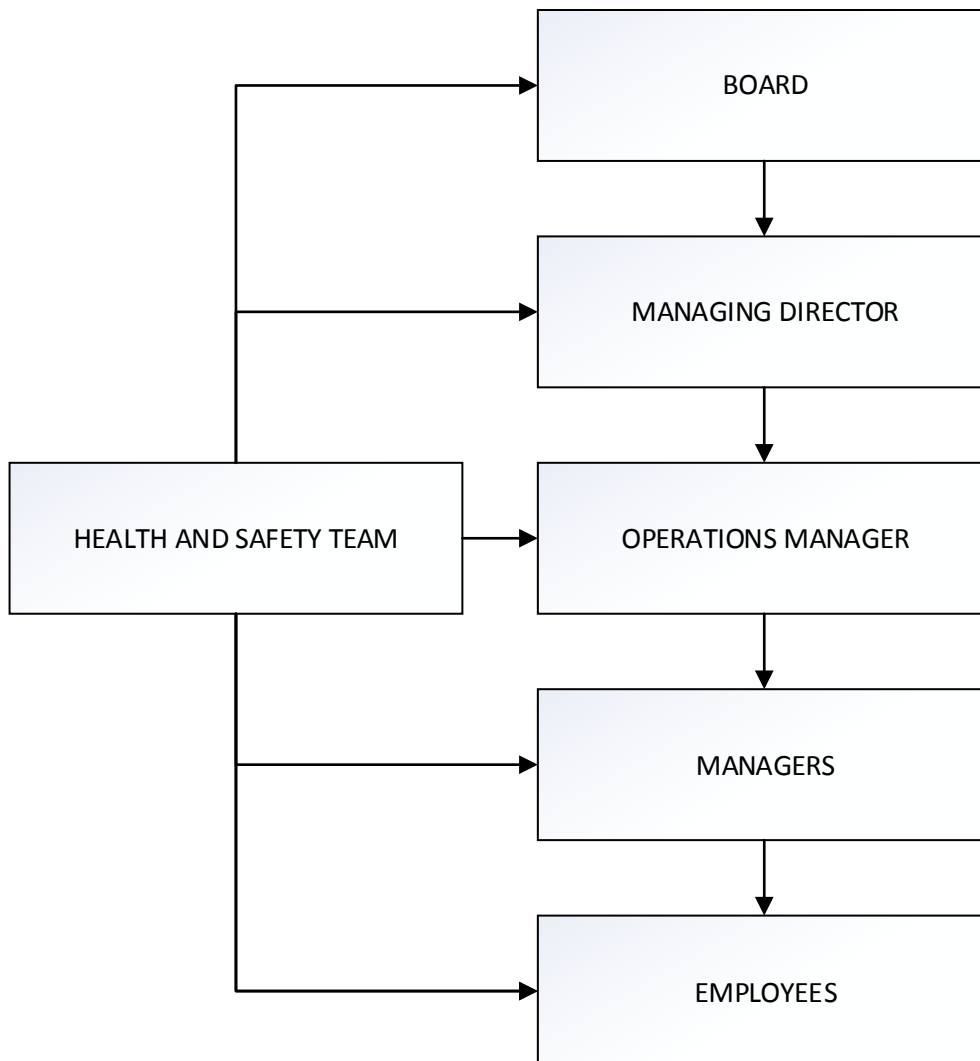 BOARD
MANAGING DIRECTOR
HEALTH AND SAFETY TEAM
OPERATIONS MANAGER
MANAGERS
EMPLOYEES